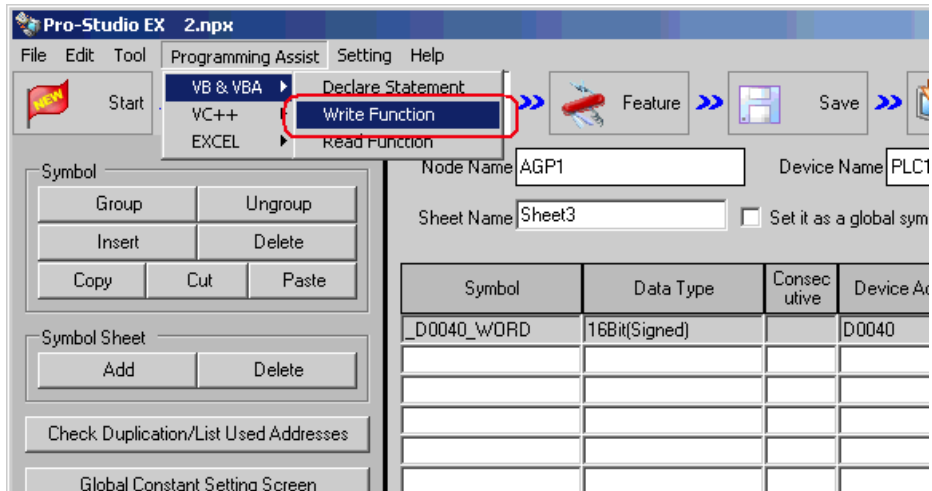 Pro-Studio EX 2.npx
File Edit Tool Programming Assist Setting Help
NEW Start
VB & VBA
VC++
EXCEL
Declare Statement
Write Function
Read Function
Feature
Save
Node Name AGP1
Device Name PLC1
Sheet Name Sheet3
Set it as a global sym
Symbol
Group Ungroup
Insert Delete
Copy Cut Paste
Symbol Sheet
Add Delete
Check Duplication/List Used Addresses
Global Constant Setting Screen
Symbol Data Type Consecutive Device Ad
_D0040_WORD 16Bit(Signed) D0040